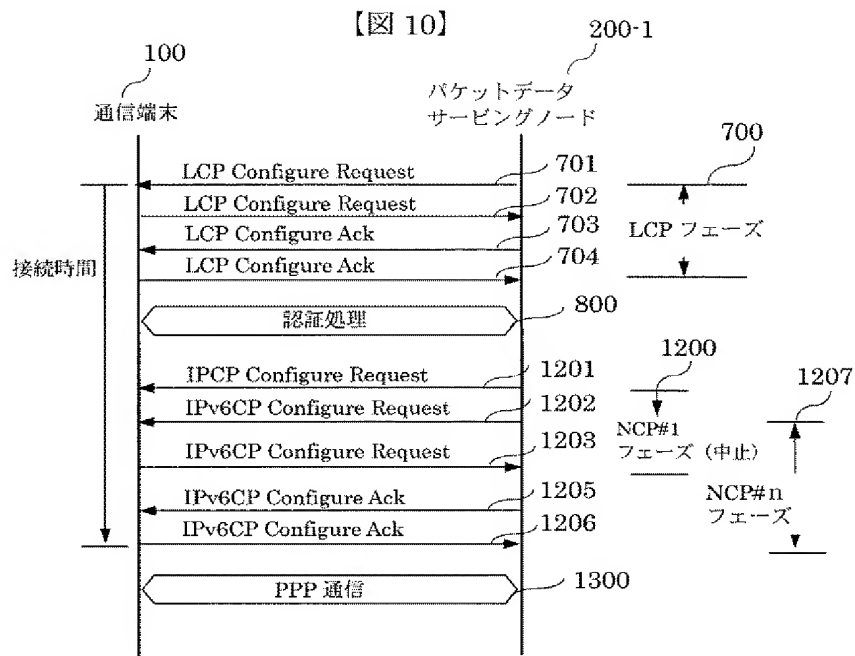 【図 10】
100
通信端末
200-1
パケットデータ
サービングノード
LCP Configure Request
701
700
LCP Configure Request
702
LCP Configure Ack
703
LCP フェーズ
LCP Configure Ack
704
接続時間
認証処理
800
IPCP Configure Request
1201
1200
IPv6CP Configure Request
1202
1207
NCP#1
フェーズ（中止）
IPv6CP Configure Request
1203
NCP#n
フェーズ
IPv6CP Configure Ack
1205
IPv6CP Configure Ack
1206
PPP 通信
1300